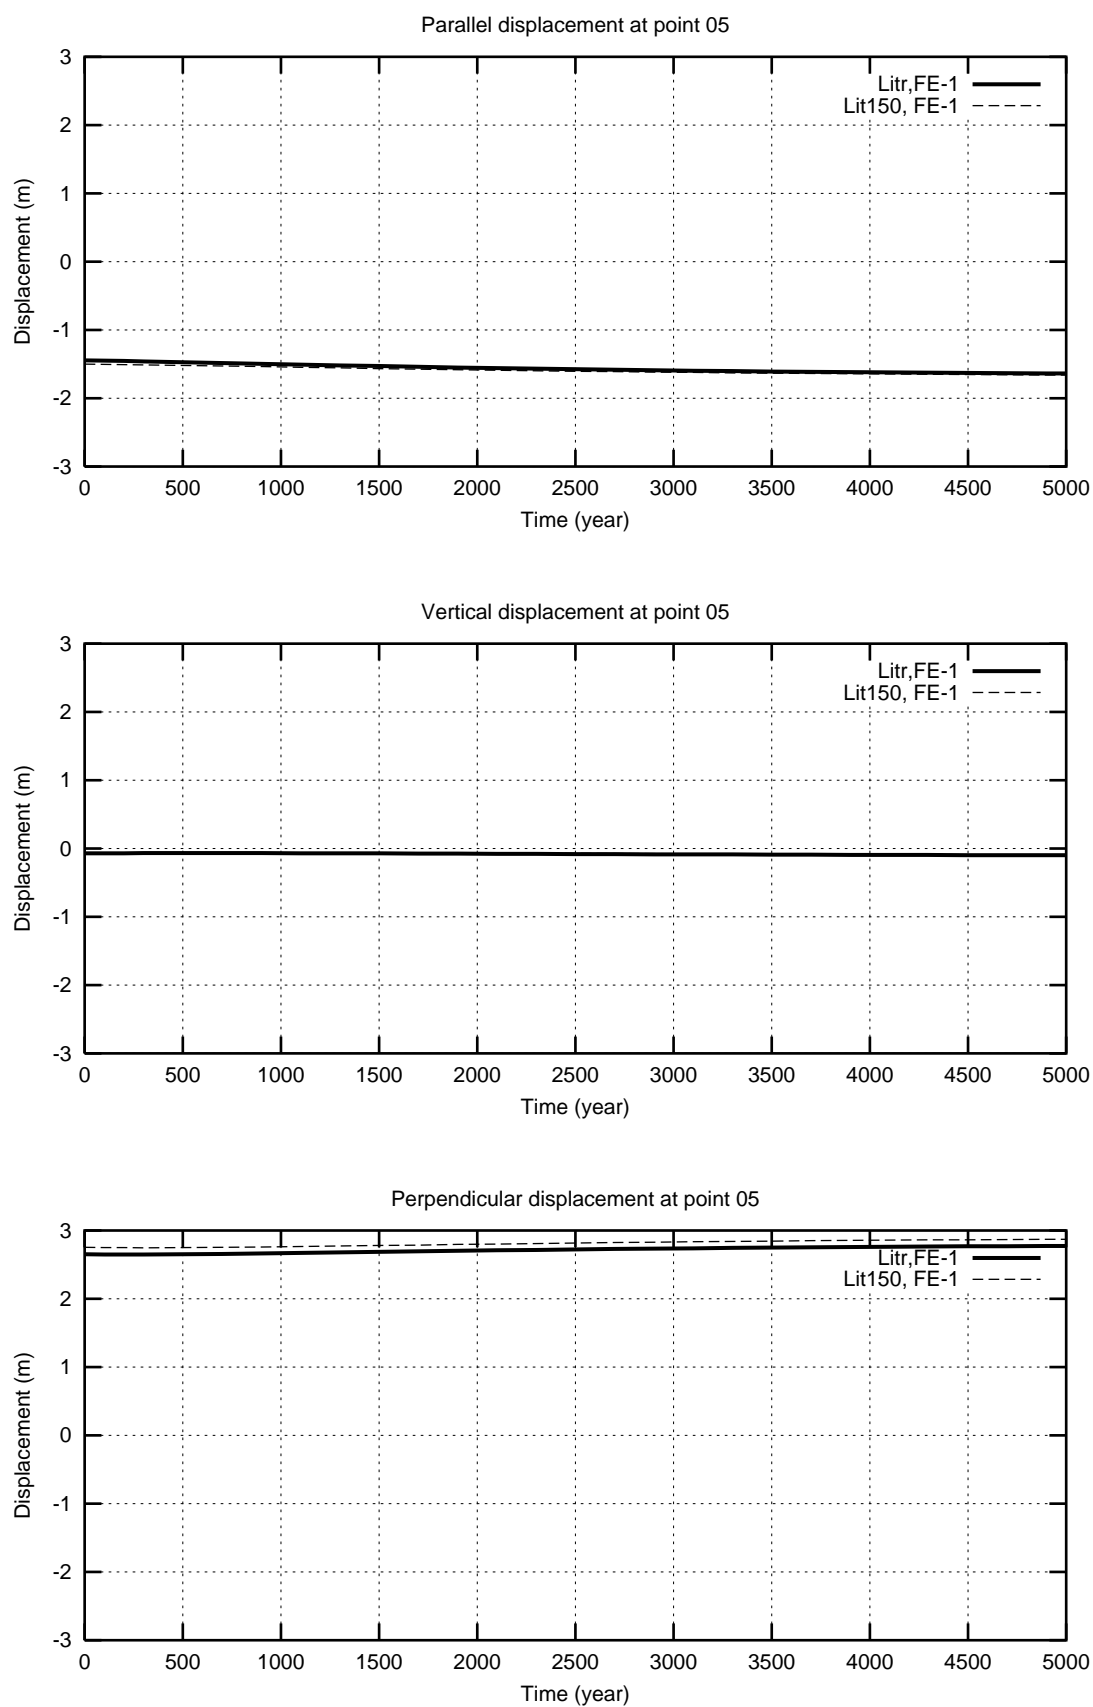 Parallel displacement at point 05
3
Litr,FE-1
Lit150, FE-1
2
1
0
-1
-2
-3
Displacement (m)
0 500 1000 1500 2000 2500 3000 3500 4000 4500 5000
Time (year)
Vertical displacement at point 05
3
Litr,FE-1
Lit150, FE-1
2
1
0
-1
-2
-3
Displacement (m)
0 500 1000 1500 2000 2500 3000 3500 4000 4500 5000
Time (year)
Perpendicular displacement at point 05
3
Litr,FE-1
Lit150, FE-1
2
1
0
-1
-2
-3
Displacement (m)
0 500 1000 1500 2000 2500 3000 3500 4000 4500 5000
Time (year)